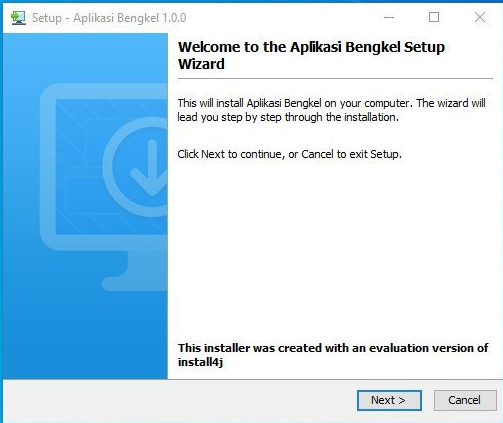 Setup - Aplikasi Bengkel 1.0.0
Welcome to the Aplikasi Bengkel Setup
Wizard
This will install Aplikasi Bengkel on your computer. The wizard will
lead you step by step through the installation.
Click Next to continue, or Cancel to exit Setup.
This installer was created with an evaluation version of
install4j
Next >
Cancel